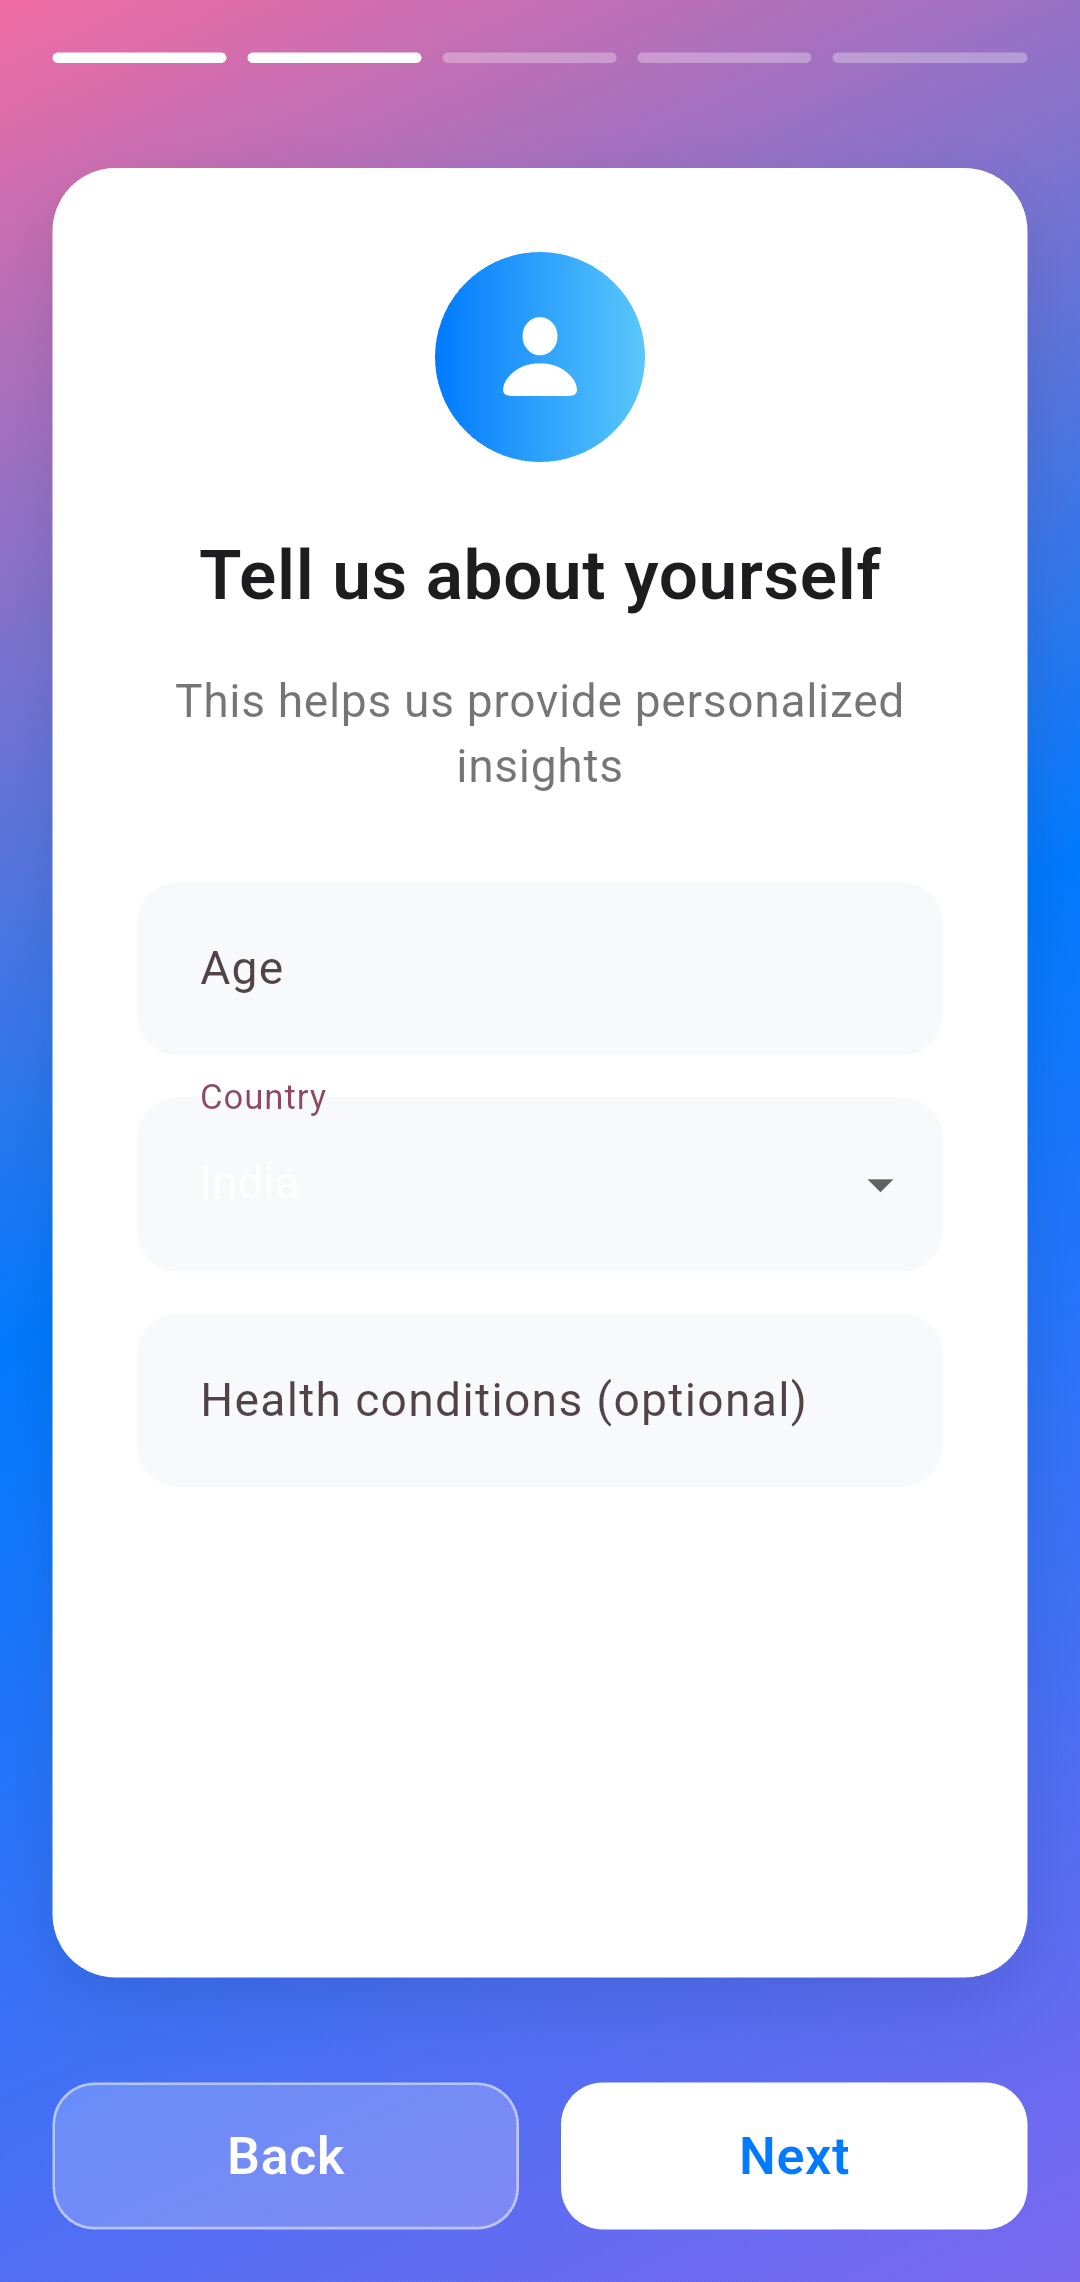 Tell us about yourself
This helps us provide personalized
insights
Age
Country
India
Health conditions (optional)
Back
Next